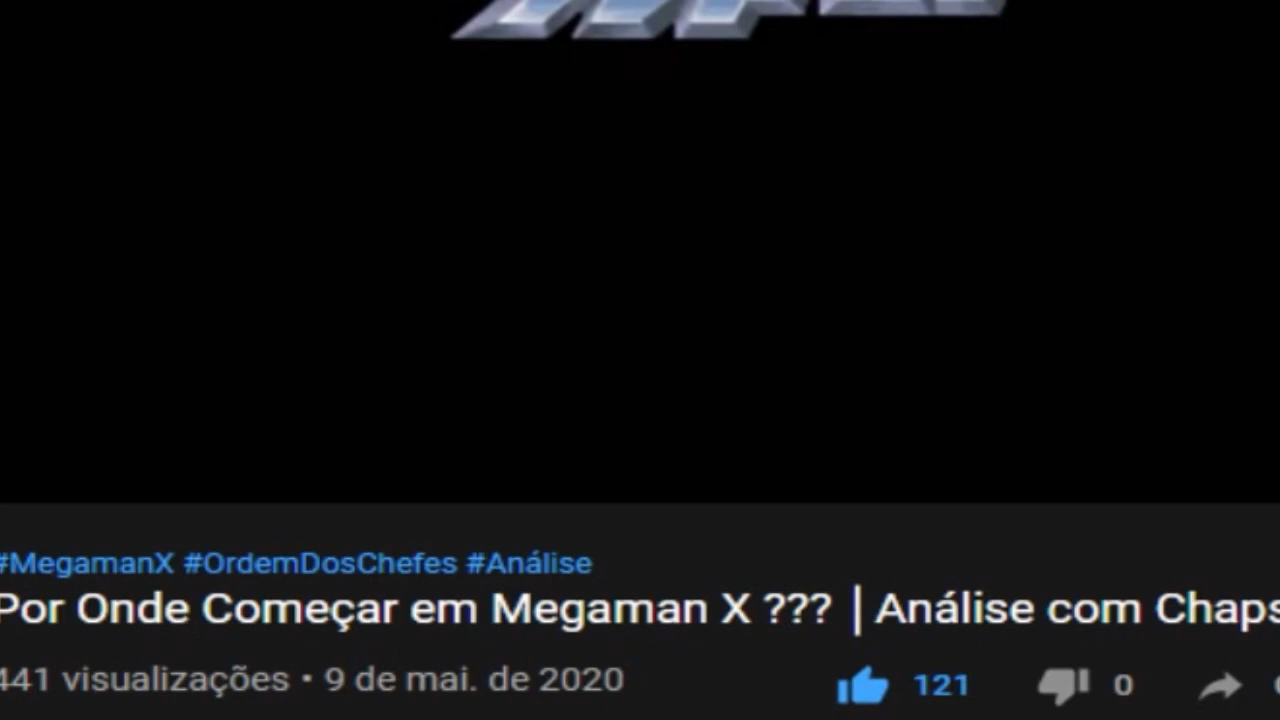 #MegamanX #OrdemDosChefes #Análise
Por Onde Começar em Megaman X ??? | Análise com Chaps
441 visualizações • 9 de mai. de 2020 121 0